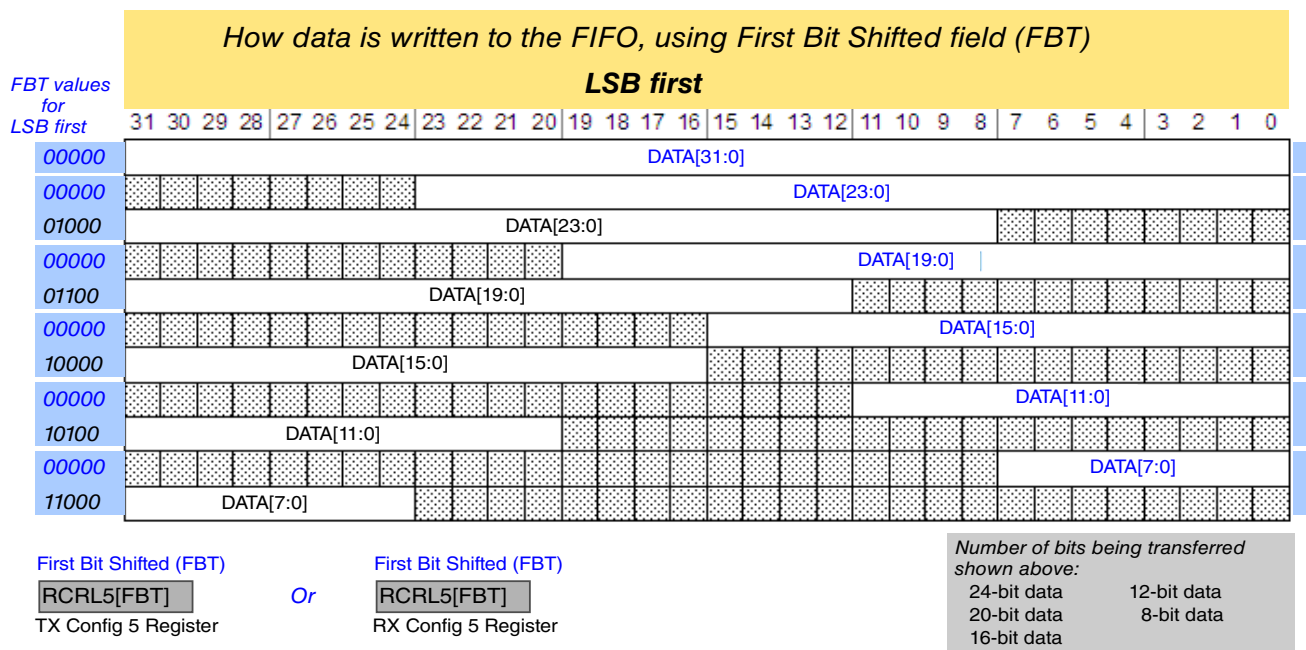 How data is written to the FIFO, using First Bit Shifted field (FBT)
LSB first
FBT values
for
LSB first
31 30 29 28 27 26 25 24 23 22 21 20 19 18 17 16 15 14 13 12 11 10 9 8 7 6 5 4 3 2 1 0
00000 DATA[31:0]
00000 DATA[23:0]
01000 DATA[23:0]
00000 DATA[19:0]
01100 DATA[19:0]
00000 DATA[15:0]
10000 DATA[15:0]
00000 DATA[11:0]
10100 DATA[11:0]
00000 DATA[7:0]
11000 DATA[7:0]
First Bit Shifted (FBT)
RCRL5[FBT]
TX Config 5 Register
Or
First Bit Shifted (FBT)
RCRL5[FBT]
RX Config 5 Register
Number of bits being transferred
shown above:
24-bit data 12-bit data
20-bit data 8-bit data
16-bit data